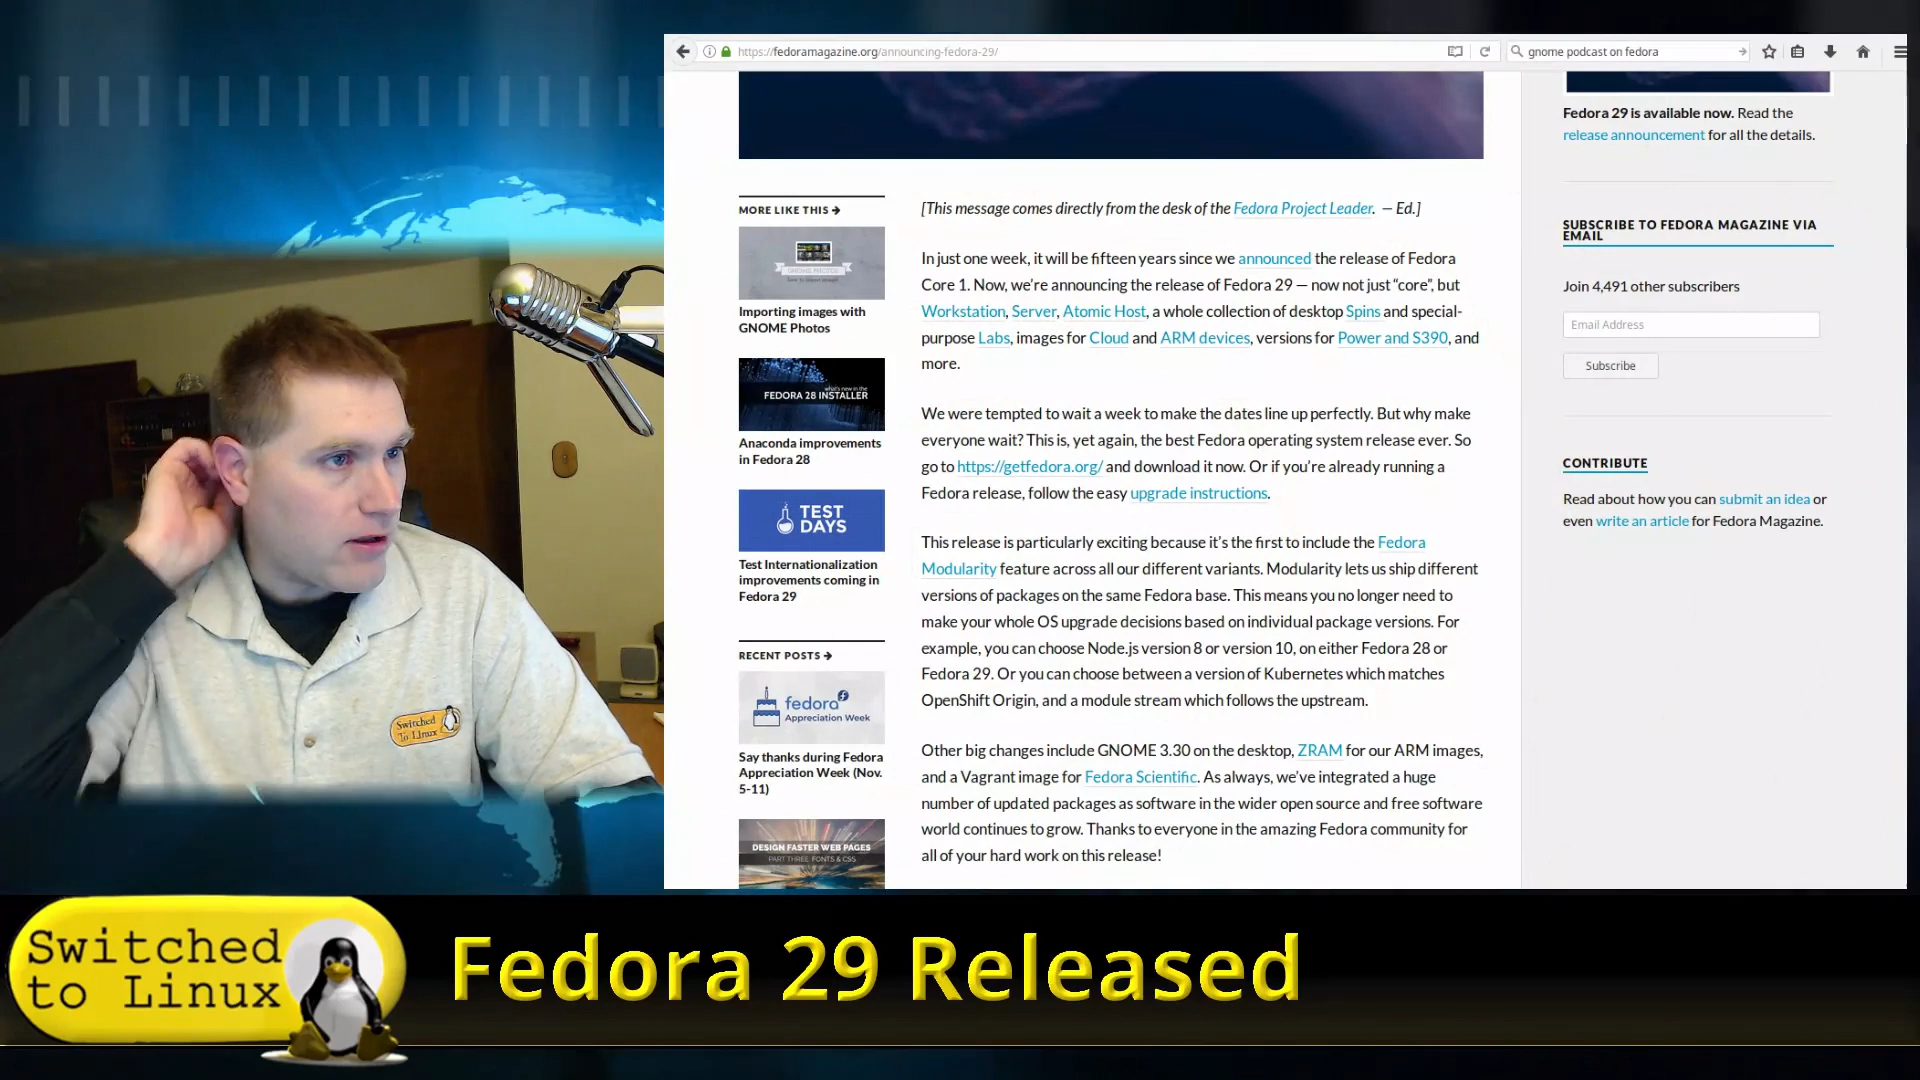 https://fedoramagazine.org/announcing-fedora-29/
gnome podcast on fedora
MORE LIKE THIS →
GNOME PHOTOS
Importing images with
GNOME Photos
what's new in the
FEDORA 28 INSTALLER
Anaconda improvements
in Fedora 28
TEST
DAYS
Test Internationalization
improvements coming in
Fedora 29
RECENT POSTS →
fedora
Appreciation Week
Say thanks during Fedora
Appreciation Week (Nov.
5-11)
DESIGN FASTER WEB PAGES
PART THREE: FONTS & CSS
[This message comes directly from the desk of the Fedora Project Leader. — Ed.]
In just one week, it will be fifteen years since we announced the release of Fedora
Core 1. Now, we’re announcing the release of Fedora 29 — now not just “core”, but
Workstation, Server, Atomic Host, a whole collection of desktop Spins and special-
purpose Labs, images for Cloud and ARM devices, versions for Power and S390, and
more.
We were tempted to wait a week to make the dates line up perfectly. But why make
everyone wait? This is, yet again, the best Fedora operating system release ever. So
go to https://getfedora.org/ and download it now. Or if you’re already running a
Fedora release, follow the easy upgrade instructions.
This release is particularly exciting because it’s the first to include the Fedora
Modularity feature across all our different variants. Modularity lets us ship different
versions of packages on the same Fedora base. This means you no longer need to
make your whole OS upgrade decisions based on individual package versions. For
example, you can choose Node.js version 8 or version 10, on either Fedora 28 or
Fedora 29. Or you can choose between a version of Kubernetes which matches
OpenShift Origin, and a module stream which follows the upstream.
Other big changes include GNOME 3.30 on the desktop, ZRAM for our ARM images,
and a Vagrant image for Fedora Scientific. As always, we’ve integrated a huge
number of updated packages as software in the wider open source and free software
world continues to grow. Thanks to everyone in the amazing Fedora community for
all of your hard work on this release!
Fedora 29 is available now. Read the
release announcement for all the details.
SUBSCRIBE TO FEDORA MAGAZINE VIA
EMAIL
Join 4,491 other subscribers
Email Address
Subscribe
CONTRIBUTE
Read about how you can submit an idea or
even write an article for Fedora Magazine.
Switched
To Linux
Switched
to Linux
Fedora 29 Released